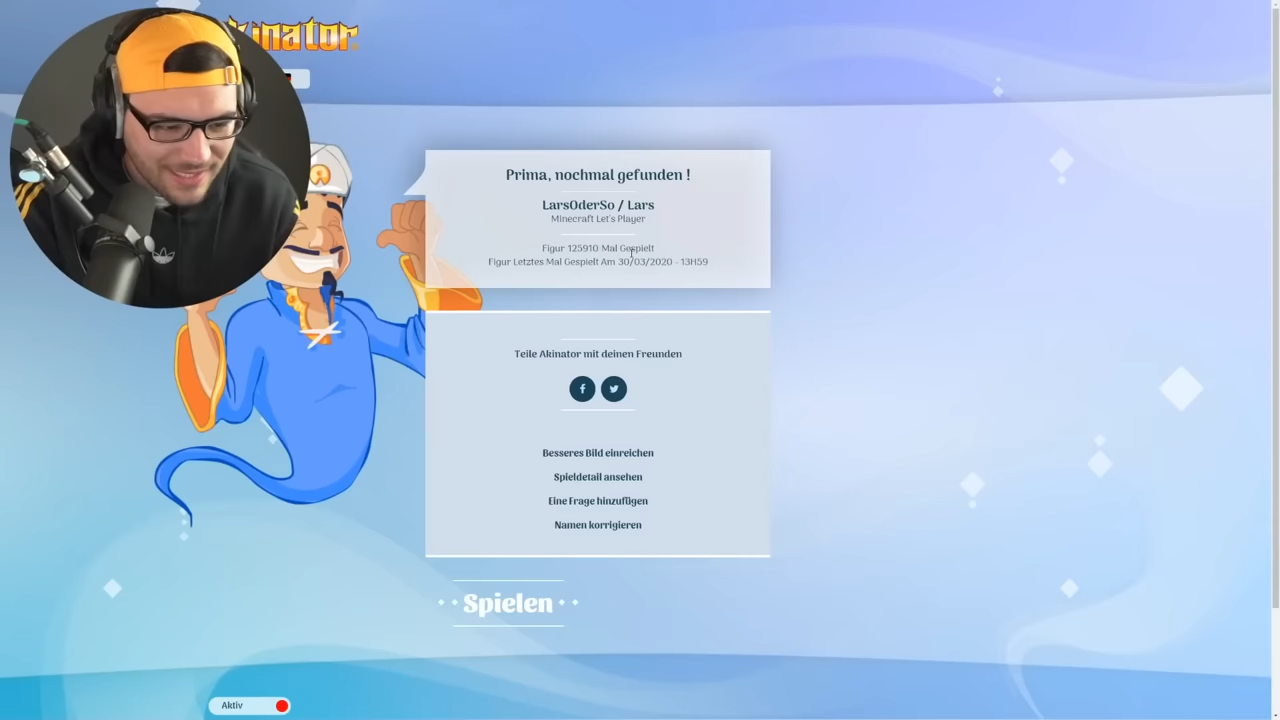 kinator
Prima, nochmal gefunden !
LarsOderSo / Lars
Minecraft Let's Player
Figur 125910 Mal Gespielt
Figur Letztes Mal Gespielt Am 30/03/2020 - 13H59
Teile Akinator mit deinen Freunden
Besseres Bild einreichen
Spieldetail ansehen
Eine Frage hinzufügen
Namen korrigieren
Spielen
Aktiv